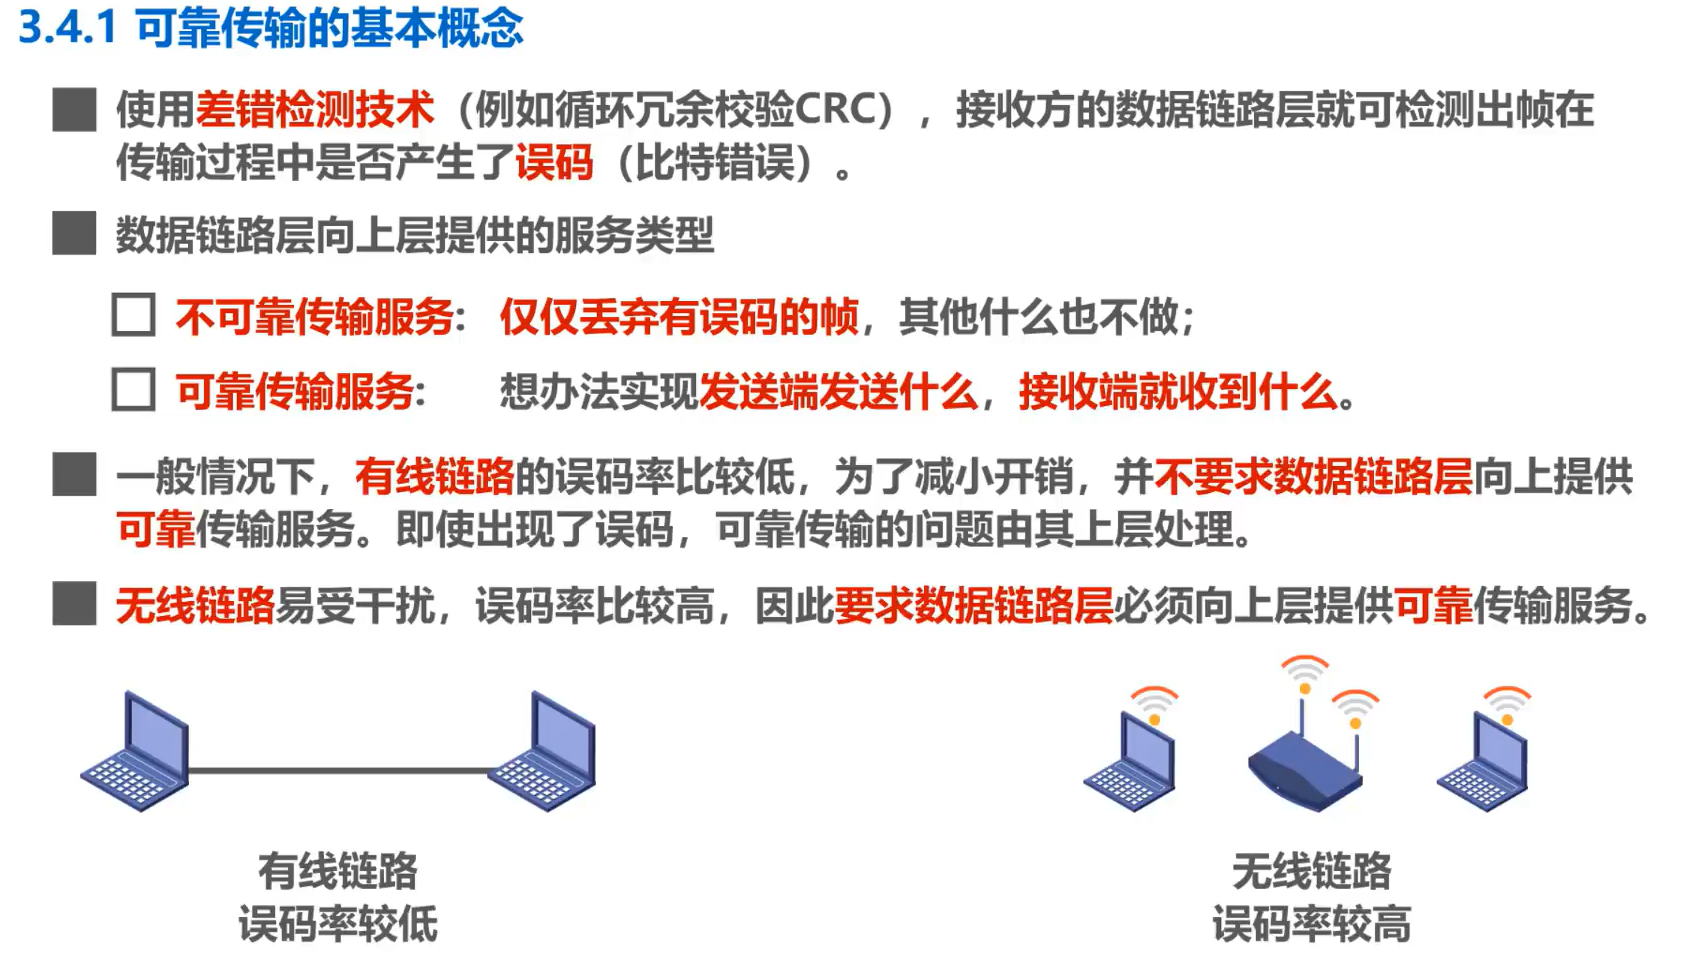 3.4.1 可靠传输的基本概念
使用差错检测技术（例如循环冗余校验CRC），接收方的数据链路层就可检测出帧在
传输过程中是否产生了误码（比特错误）。
数据链路层向上层提供的服务类型
不可靠传输服务: 仅仅丢弃有误码的帧，其他什么也不做；
可靠传输服务: 想办法实现发送端发送什么，接收端就收到什么。
一般情况下，有线链路的误码率比较低，为了减小开销，并不要求数据链路层向上提供
可靠传输服务。即使出现了误码，可靠传输的问题由其上层处理。
无线链路易受干扰，误码率比较高，因此要求数据链路层必须向上层提供可靠传输服务。
有线链路
误码率较低
无线链路
误码率较高